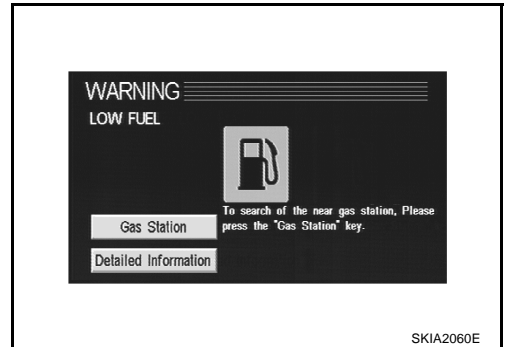 WARNING
LOW FUEL
To search of the near gas station, Please
press the "Gas Station" key.
Gas Station
Detailed Information
SKIA2060E